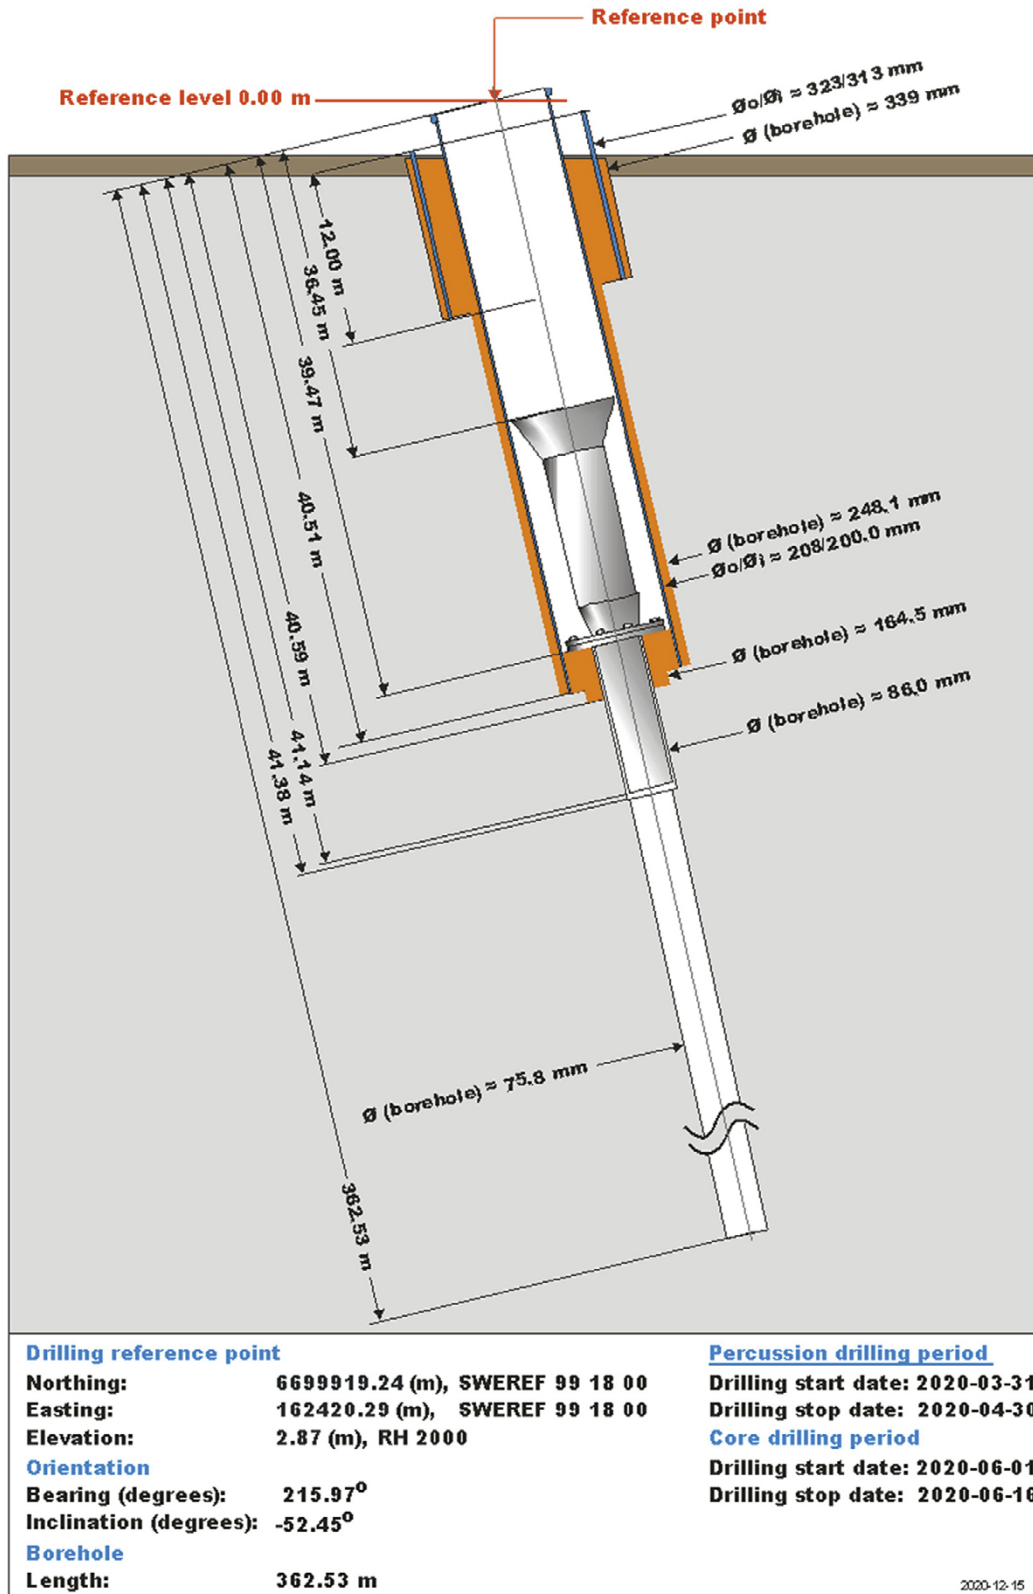 Reference point
Reference level 0.00 m
Øo/Øi ≈ 323/313 mm
Ø (borehole) ≈ 339 mm
12.00 m
36.45 m
39.47 m
40.51 m
40.59 m
41.14 m
41.38 m
Ø (borehole) ≈ 248.1 mm
Øo/Øi ≈ 208/200.0 mm
Ø (borehole) ≈ 164.5 mm
Ø (borehole) ≈ 86.0 mm
Ø (borehole) ≈ 75.8 mm
362.53 m
Drilling reference point
Northing: 6699919.24 (m), SWEREF 99 18 00
Easting: 162420.29 (m), SWEREF 99 18 00
Elevation: 2.87 (m), RH 2000
Orientation
Bearing (degrees): 215.97°
Inclination (degrees): -52.45°
Borehole
Length: 362.53 m
Percussion drilling period
Drilling start date: 2020-03-31
Drilling stop date: 2020-04-30
Core drilling period
Drilling start date: 2020-06-01
Drilling stop date: 2020-06-16
2020-12-15